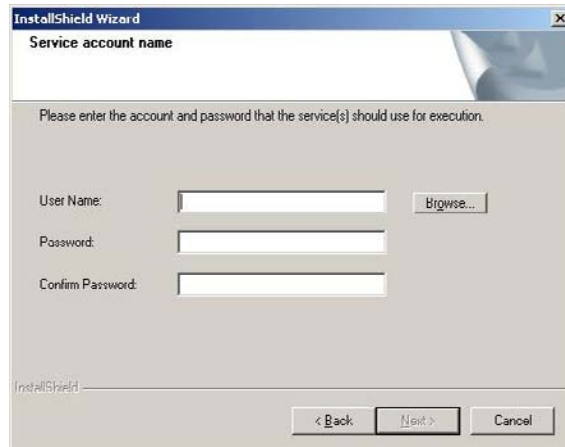 InstallShield Wizard
Service account name
Please enter the account and password that the service(s) should use for execution.
User Name:
Browse...
Password:
Confirm Password:
InstallShield
< Back
Next >
Cancel